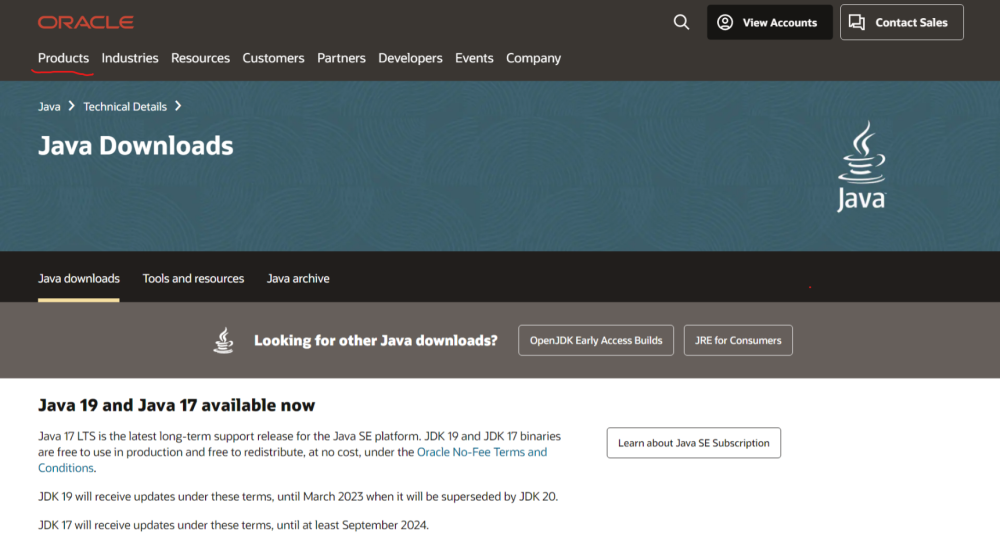 ORACLE
View Accounts
Contact Sales
Products Industries Resources Customers Partners Developers Events Company
Java > Technical Details >
Java Downloads
Java
Java downloads Tools and resources Java archive
Looking for other Java downloads? OpenJDK Early Access Builds JRE for Consumers
Java 19 and Java 17 available now
Java 17 LTS is the latest long-term support release for the Java SE platform. JDK 19 and JDK 17 binaries
are free to use in production and free to redistribute, at no cost, under the Oracle No-Fee Terms and
Conditions.
Learn about Java SE Subscription
JDK 19 will receive updates under these terms, until March 2023 when it will be superseded by JDK 20.
JDK 17 will receive updates under these terms, until at least September 2024.